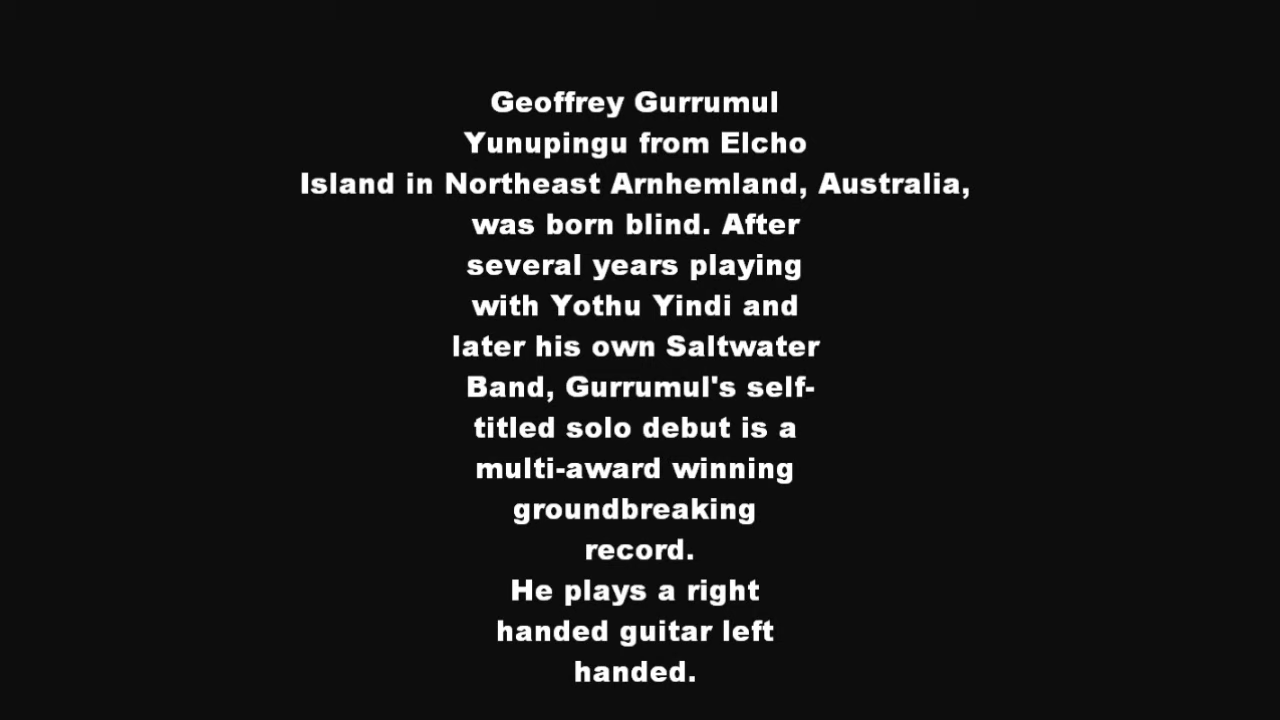 Geoffrey Gurrumul
Yunupingu from Elcho
Island in Northeast Arnhemland, Australia,
was born blind. After
several years playing
with Yothu Yindi and
later his own Saltwater
Band, Gurrumul's self-
titled solo debut is a
multi-award winning
groundbreaking
record.
He plays a right
handed guitar left
handed.